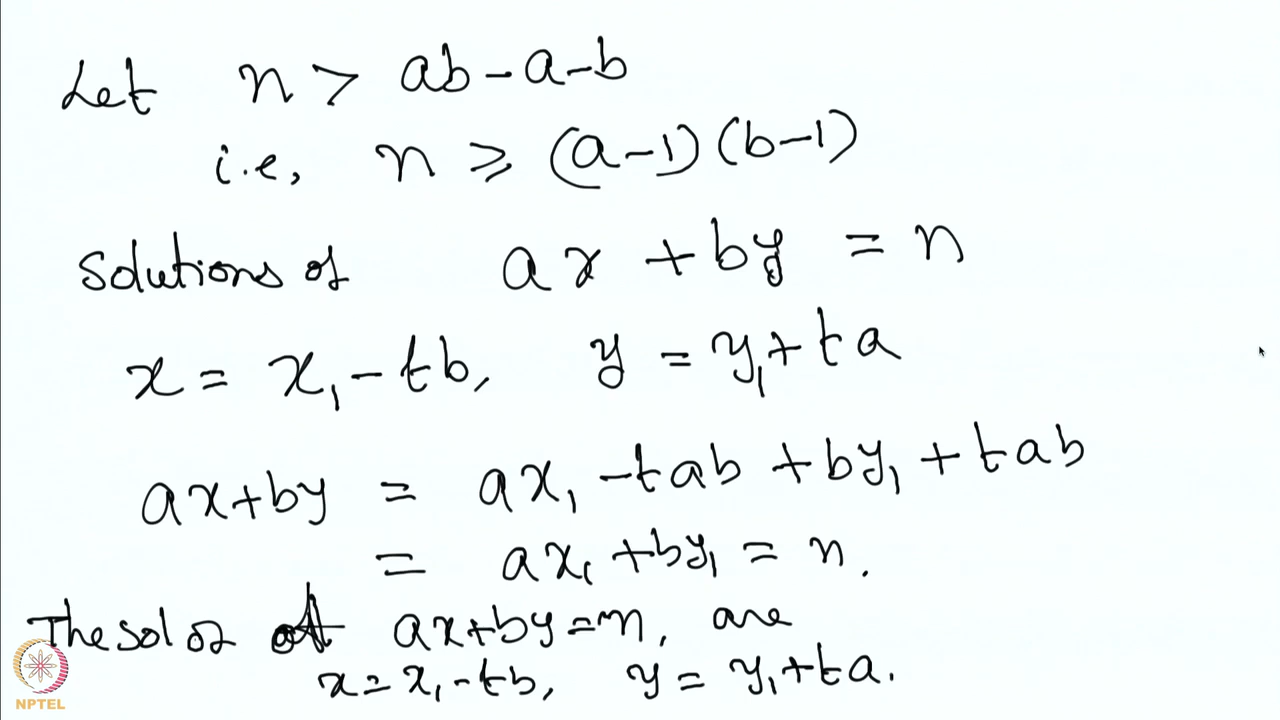 Let n > ab - a - b
i.e, n ≥ (a-1)(b-1)
Solutions of ax + by = n
x = x₁ - tb, y = y₁ + ta
ax+by = ax₁ - tab + by₁ + tab
= ax₁ + by₁ = n.
The sol of ax+by=n, are
x = x₁ - tb, y = y₁ + ta.
NPTEL